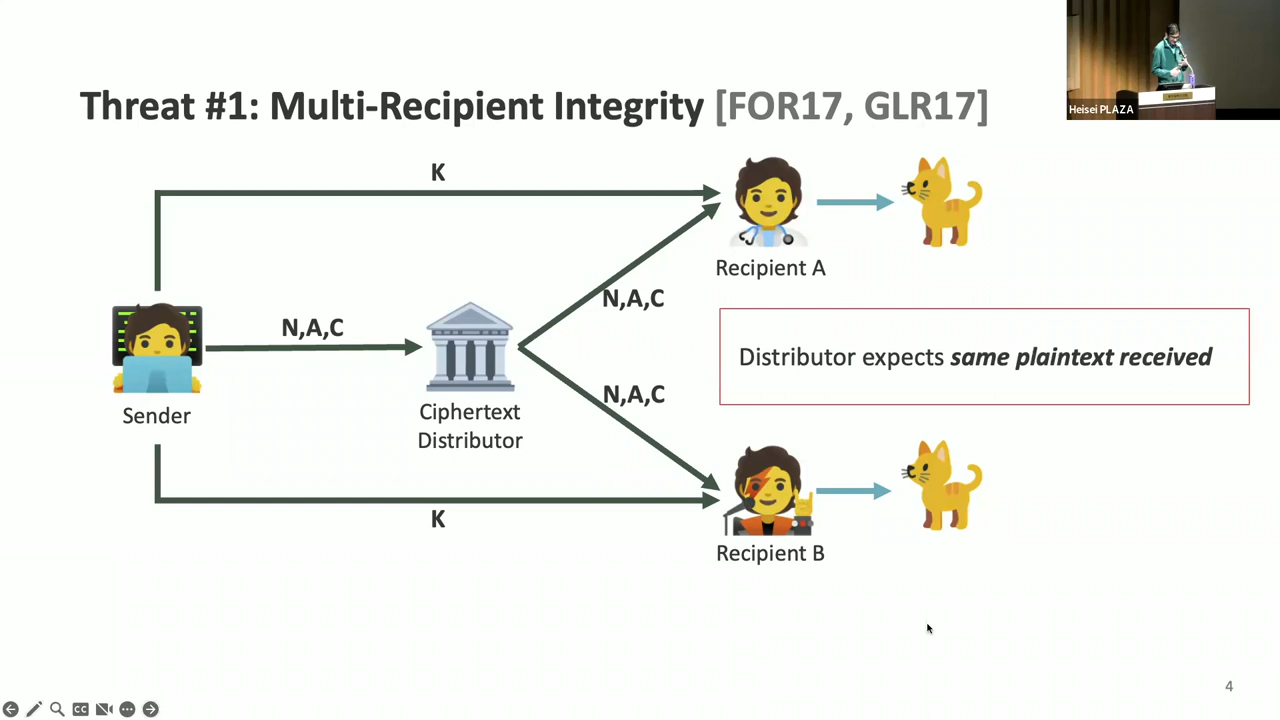 Heisei PLAZA
Threat #1: Multi-Recipient Integrity [FOR17, GLR17]
K
Recipient A
N,A,C
N,A,C
Distributor expects same plaintext received
Sender
Ciphertext
Distributor
N,A,C
K
Recipient B
4
CC